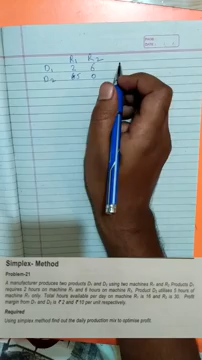 R₁ R₂
D₁ 2 6
D₂ 5 0
Simplex- Method
Problem-21
A manufacturer produces two products D₁ and D₂ using two machines R₁ and R₂ Product D₁
requires 2 hours on machine R₁ and 6 hours on machine R₂. Product D₂ utilises 5 hours of
machine R₁ only. Total hours available per day on machine R₁ is 16 and R₂ is 30. Profit
margin from D₁ and D₂ is ₹ 2 and ₹ 10 per unit respectively.
Required
Using simplex method find out the daily production mix to optimise profit.